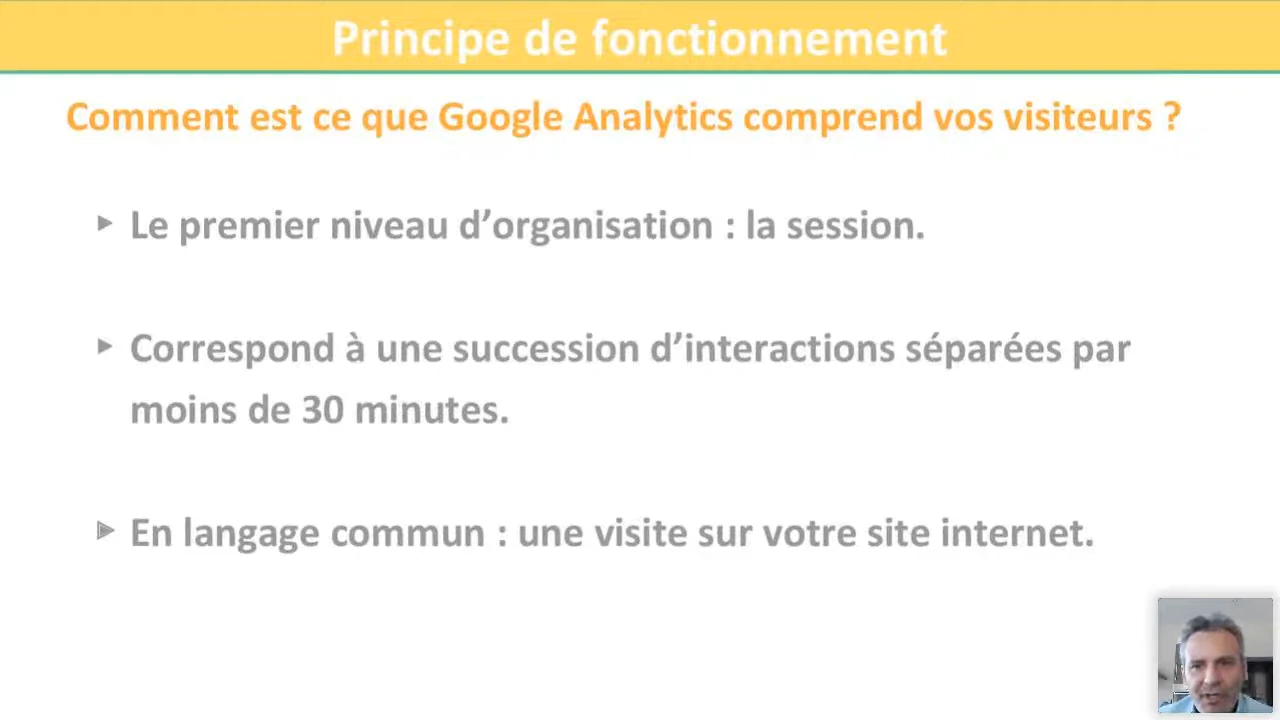 Principe de fonctionnement
Comment est ce que Google Analytics comprend vos visiteurs ?
Le premier niveau d’organisation : la session.
Correspond à une succession d’interactions séparées par
moins de 30 minutes.
En langage commun : une visite sur votre site internet.